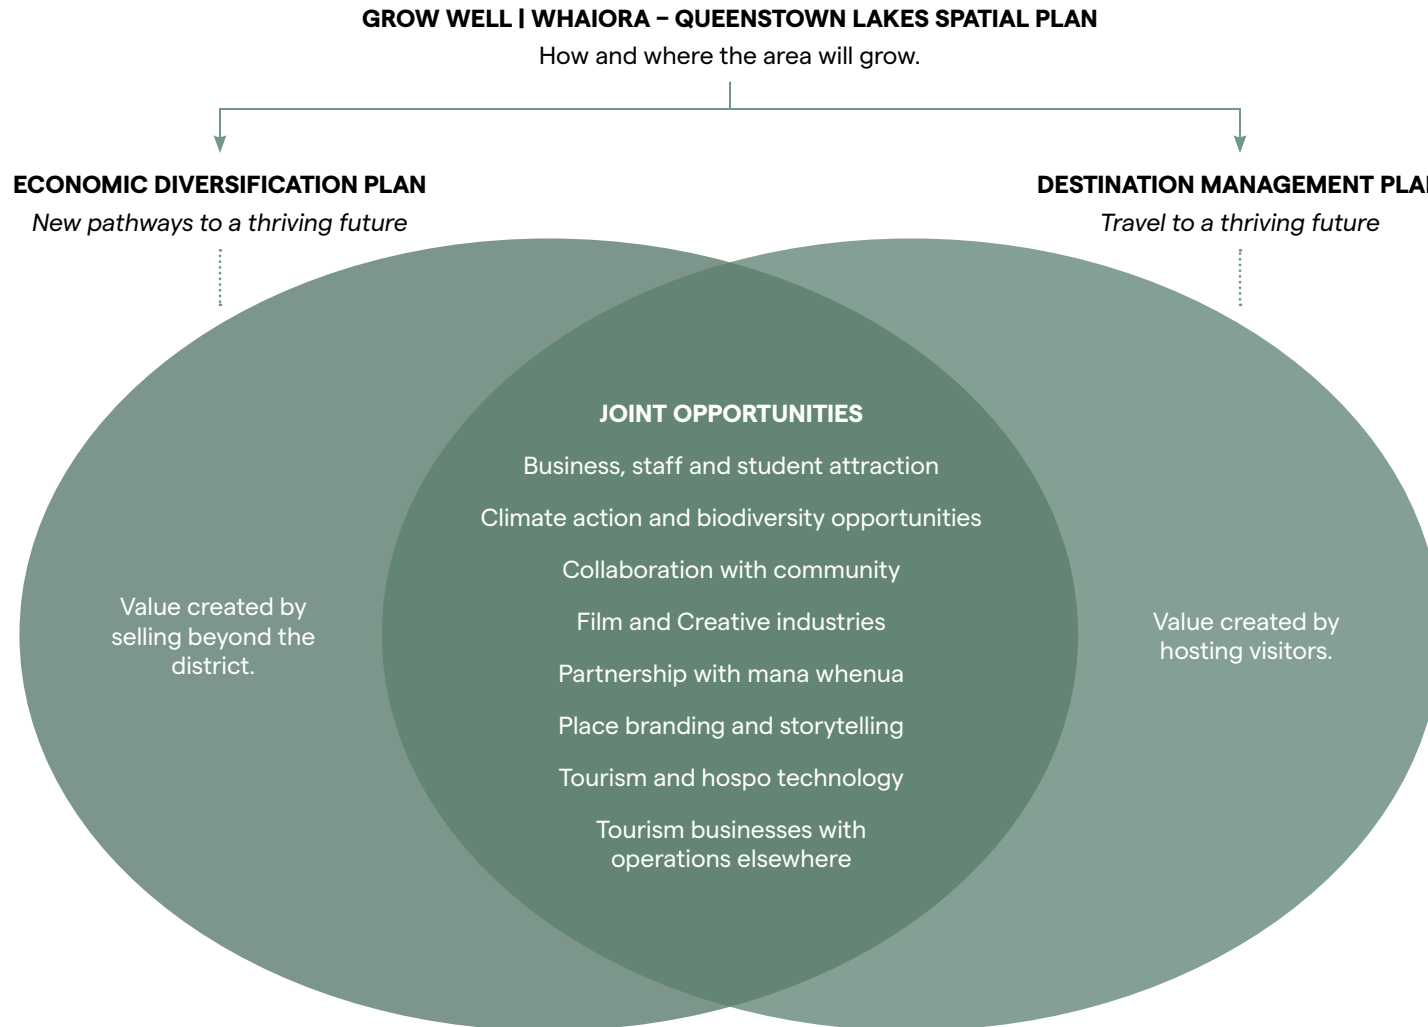 GROW WELL | WHAIORA – QUEENSTOWN LAKES SPATIAL PLAN
How and where the area will grow.
ECONOMIC DIVERSIFICATION PLAN
New pathways to a thriving future
DESTINATION MANAGEMENT PLAN
Travel to a thriving future
JOINT OPPORTUNITIES
Business, staff and student attraction
Climate action and biodiversity opportunities
Collaboration with community
Film and Creative industries
Partnership with mana whenua
Place branding and storytelling
Tourism and hospo technology
Tourism businesses with
operations elsewhere
Value created by
selling beyond the
district.
Value created by
hosting visitors.